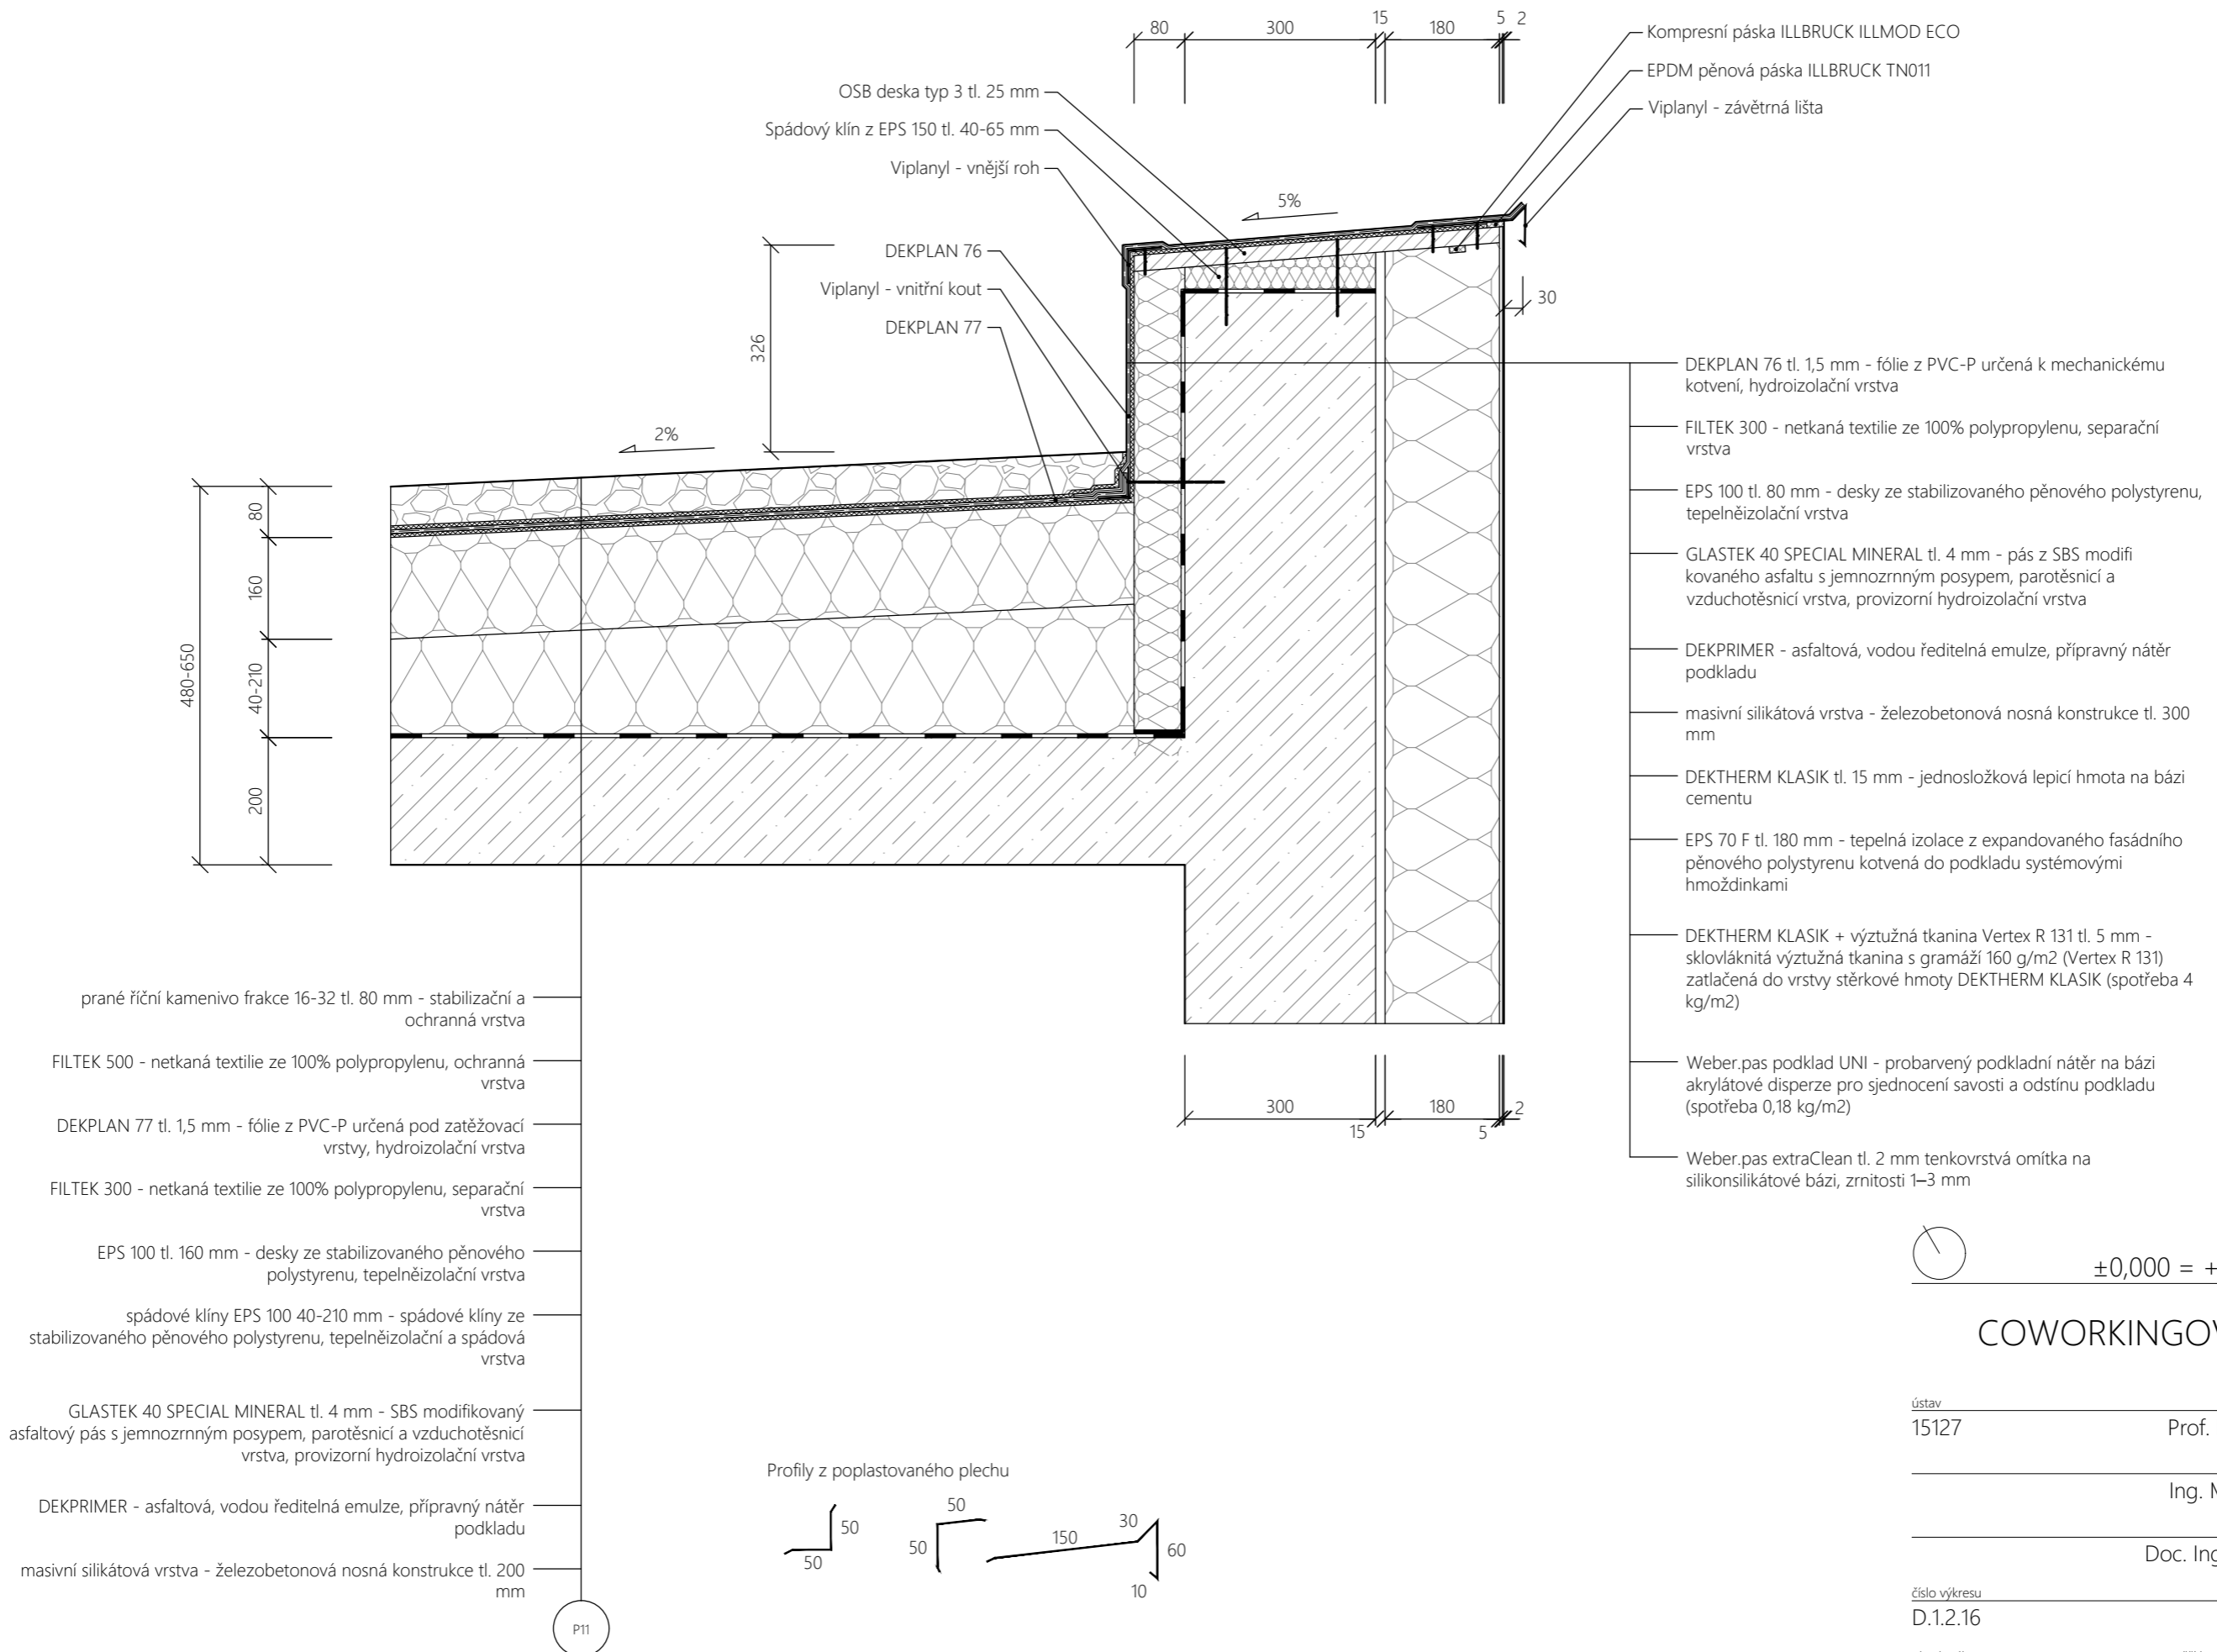 80
300
15
180
5
2
Kompresní páska ILLBRUCK ILLMOD ECO
EPDM pěnová páska ILLBRUCK TN011
Viplanyl - závětrná lišta
OSB deska typ 3 tl. 25 mm
Spádový klín z EPS 150 tl. 40-65 mm
Viplanyl - vnější roh
DEKPLAN 76
Viplanyl - vnitřní kout
DEKPLAN 77
5%
30
326
2%
80
160
40-210
200
480-650
DEKPLAN 76 tl. 1,5 mm - fólie z PVC-P určená k mechanickému
kotvení, hydroizolační vrstva
FILTEK 300 - netkaná textilie ze 100% polypropylenu, separační
vrstva
EPS 100 tl. 80 mm - desky ze stabilizovaného pěnového polystyrenu,
tepelněizolační vrstva
GLASTEK 40 SPECIAL MINERAL tl. 4 mm - pás z SBS modifi
kovaného asfaltu s jemnozrnným posypem, parotěsnicí a
vzduchotěsnicí vrstva, provizorní hydroizolační vrstva
DEKPRIMER - asfaltová, vodou ředitelná emulze, přípravný nátěr
podkladu
masivní silikátová vrstva - železobetonová nosná konstrukce tl. 300
mm
DEKTHERM KLASIK tl. 15 mm - jednosložková lepicí hmota na bázi
cementu
EPS 70 F tl. 180 mm - tepelná izolace z expandovaného fasádního
pěnového polystyrenu kotvená do podkladu systémovými
hmoždinkami
DEKTHERM KLASIK + výztužná tkanina Vertex R 131 tl. 5 mm -
sklovláknitá výztužná tkanina s gramáží 160 g/m2 (Vertex R 131)
zatlačená do vrstvy stěrkové hmoty DEKTHERM KLASIK (spotřeba 4
kg/m2)
Weber.pas podklad UNI - probarvený podkladní nátěr na bázi
akrylátové disperze pro sjednocení savosti a odstínu podkladu
(spotřeba 0,18 kg/m2)
Weber.pas extraClean tl. 2 mm tenkovrstvá omítka na
silikonsilikátové bázi, zrnitosti 1–3 mm
300
15
180
5
2
prané říční kamenivo frakce 16-32 tl. 80 mm - stabilizační a
ochranná vrstva
FILTEK 500 - netkaná textilie ze 100% polypropylenu, ochranná
vrstva
DEKPLAN 77 tl. 1,5 mm - fólie z PVC-P určená pod zatěžovací
vrstvy, hydroizolační vrstva
FILTEK 300 - netkaná textilie ze 100% polypropylenu, separační
vrstva
EPS 100 tl. 160 mm - desky ze stabilizovaného pěnového
polystyrenu, tepelněizolační vrstva
spádové klíny EPS 100 40-210 mm - spádové klíny ze
stabilizovaného pěnového polystyrenu, tepelněizolační a spádová
vrstva
GLASTEK 40 SPECIAL MINERAL tl. 4 mm - SBS modifikovaný
asfaltový pás s jemnozrnným posypem, parotěsnicí a vzduchotěsnicí
vrstva, provizorní hydroizolační vrstva
DEKPRIMER - asfaltová, vodou ředitelná emulze, přípravný nátěr
podkladu
masivní silikátová vrstva - železobetonová nosná konstrukce tl. 200
mm
P11
Profily z poplastovaného plechu
50
50
50
50
150
30
60
10
±0,000 = +
COWORKINGOV
ústav
15127
Prof.
Ing. M
Doc. Ing
číslo výkresu
D.1.2.16